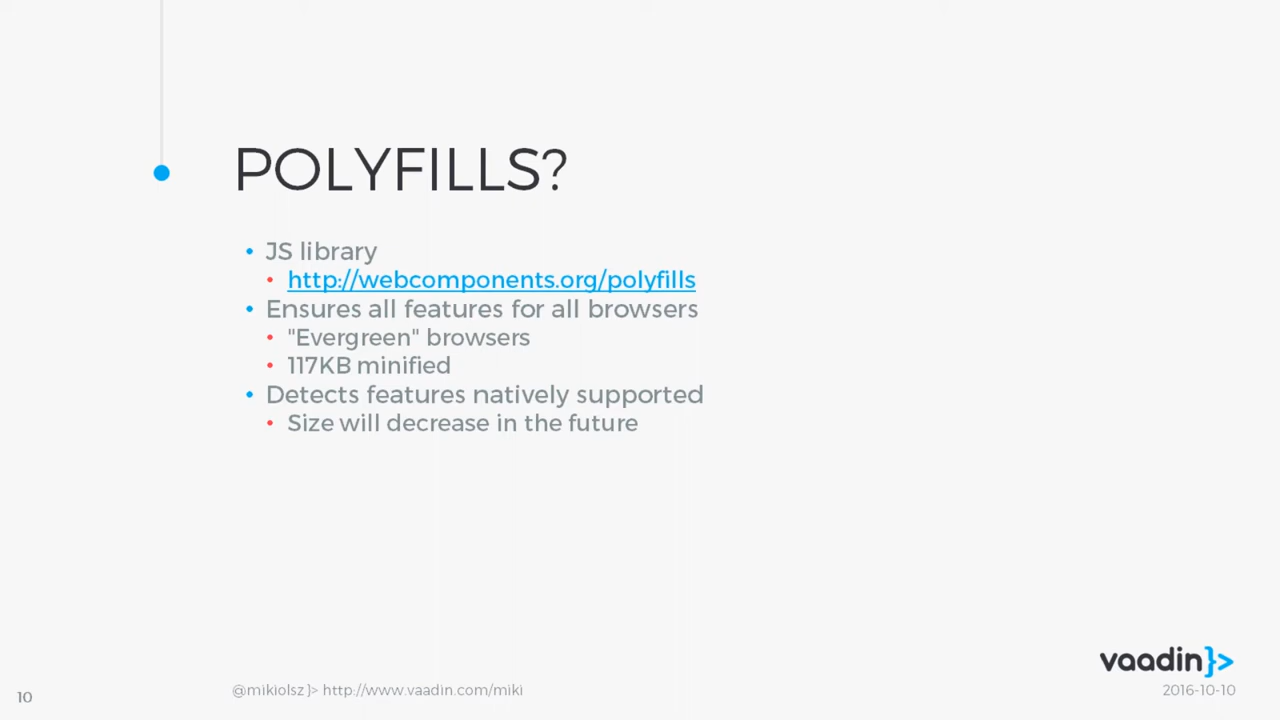 POLYFILLS?
• JS library
• http://webcomponents.org/polyfills
• Ensures all features for all browsers
• "Evergreen" browsers
• 117KB minified
• Detects features natively supported
• Size will decrease in the future
vaadin}>
10
@mikiolsz }> http://www.vaadin.com/miki
2016-10-10